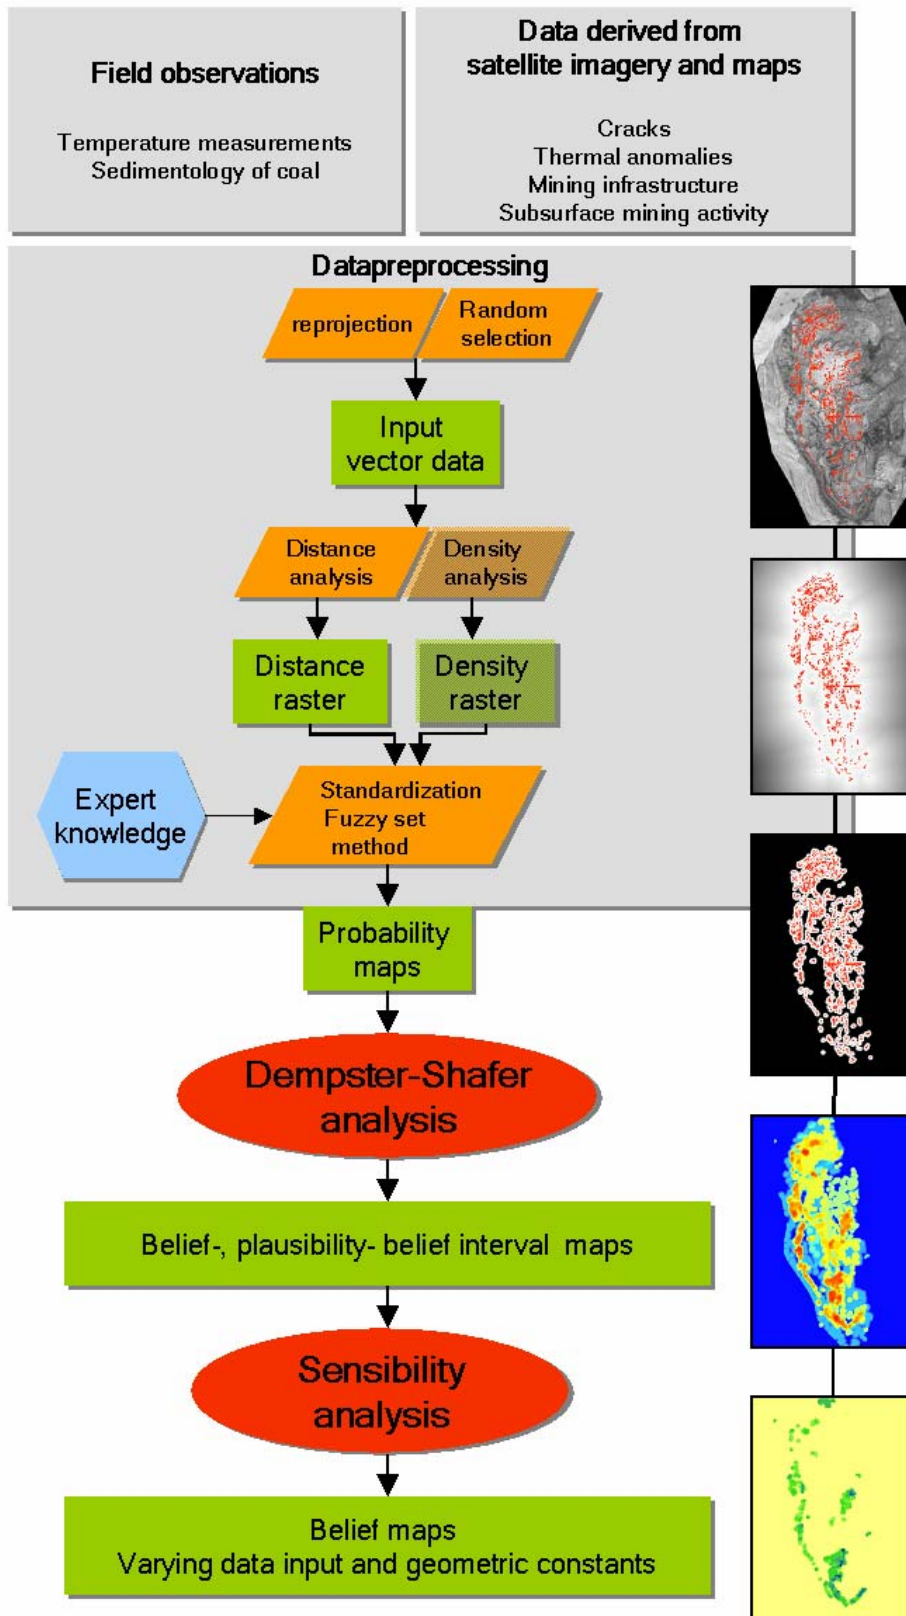 Field observations
Temperature measurements
Sedimentology of coal
Data derived from
satellite imagery and maps
Cracks
Thermal anomalies
Mining infrastructure
Subsurface mining activity
Datapreprocessing
reprojection
Random
selection
Input
vector data
Distance
analysis
Density
analysis
Distance
raster
Density
raster
Expert
knowledge
Standardization
Fuzzy set
method
Probability
maps
Dempster-Shafer
analysis
Belief-, plausibility- belief interval maps
Sensibility
analysis
Belief maps
Varying data input and geometric constants